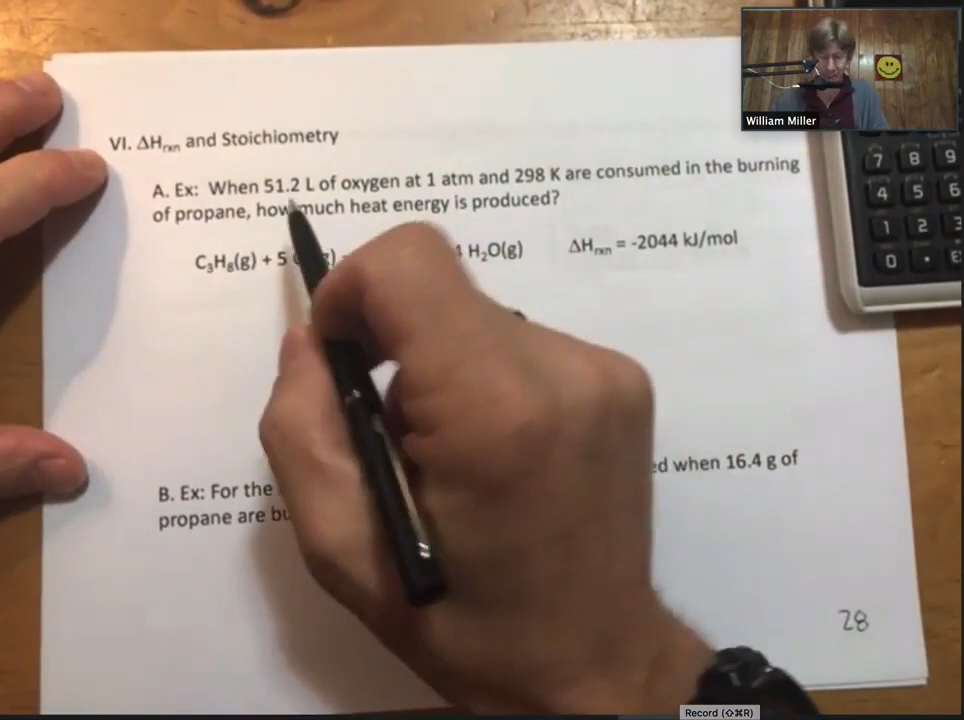 William Miller
VI. ΔHrxn and Stoichiometry
A. Ex: When 51.2 L of oxygen at 1 atm and 298 K are consumed in the burning
of propane, how much heat energy is produced?
C₃H₈(g) + 5 H₂O(g) ΔHrxn = -2044 kJ/mol
B. Ex: For the ed when 16.4 g of
propane are bu
28
7 8 9
4 5 6
1 2 3
0 . E
Record (⇧⌘R)